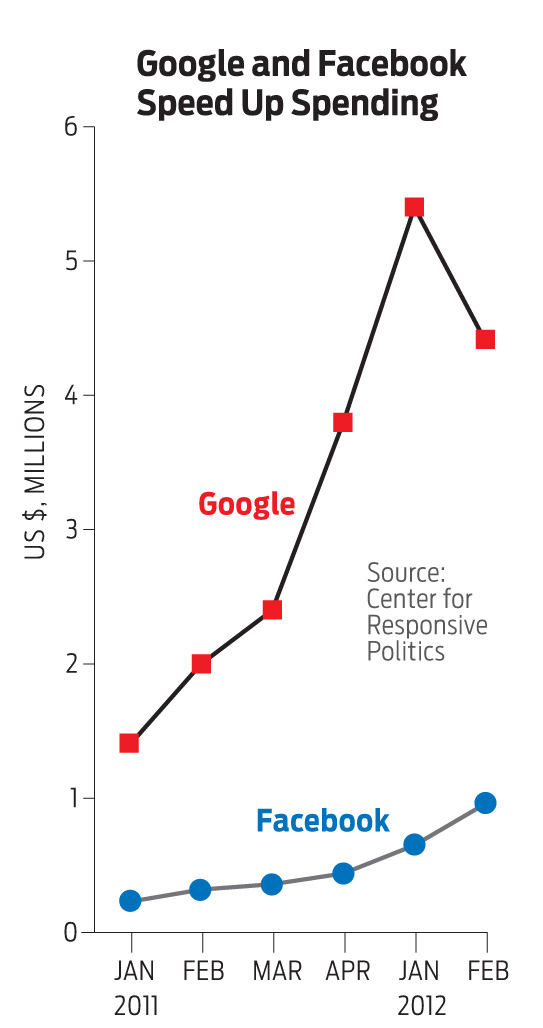 Google and Facebook
Speed Up Spending
6
5
4
3
2
1
0
US $, MILLIONS
Google
Source:
Center for
Responsive
Politics
Facebook
JAN FEB MAR APR JAN FEB
2011 2012